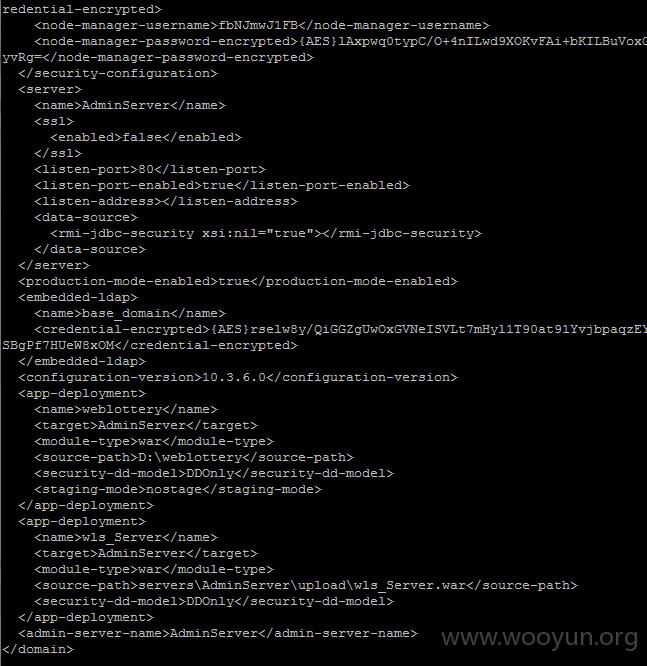 redential-encrypted>
<node-manager-username>fbNJmwJ1FB</node-manager-username>
<node-manager-password-encrypted>{AES}lAxpwq0typC/O+4nILwd9XOKvFAi+bKILBuVoxG
yvRg=</node-manager-password-encrypted>
</security-configuration>
<server>
<name>AdminServer</name>
<ssl>
<enabled>false</enabled>
</ssl>
<listen-port>80</listen-port>
<listen-port-enabled>true</listen-port-enabled>
<listen-address></listen-address>
<data-source>
<rmi-jdbc-security xsi:nil="true"></rmi-jdbc-security>
</data-source>
</server>
<production-mode-enabled>true</production-mode-enabled>
<embedded-ldap>
<name>base_domain</name>
<credential-encrypted>{AES}rselw8y/QiGGZgUwOxGVNeISVLt7mHyl1T90at91YvjbpaqzEY
SBgPf7HUeW8xOM</credential-encrypted>
</embedded-ldap>
<configuration-version>10.3.6.0</configuration-version>
<app-deployment>
<name>weblottery</name>
<target>AdminServer</target>
<module-type>war</module-type>
<source-path>D:\weblottery</source-path>
<security-dd-model>DDOnly</security-dd-model>
<staging-mode>nostage</staging-mode>
</app-deployment>
<app-deployment>
<name>wls_Server</name>
<target>AdminServer</target>
<module-type>war</module-type>
<source-path>servers\AdminServer\upload\wls_Server.war</source-path>
<security-dd-model>DDOnly</security-dd-model>
</app-deployment>
<admin-server-name>AdminServer</admin-server-name>
</domain>
www.wooyun.org